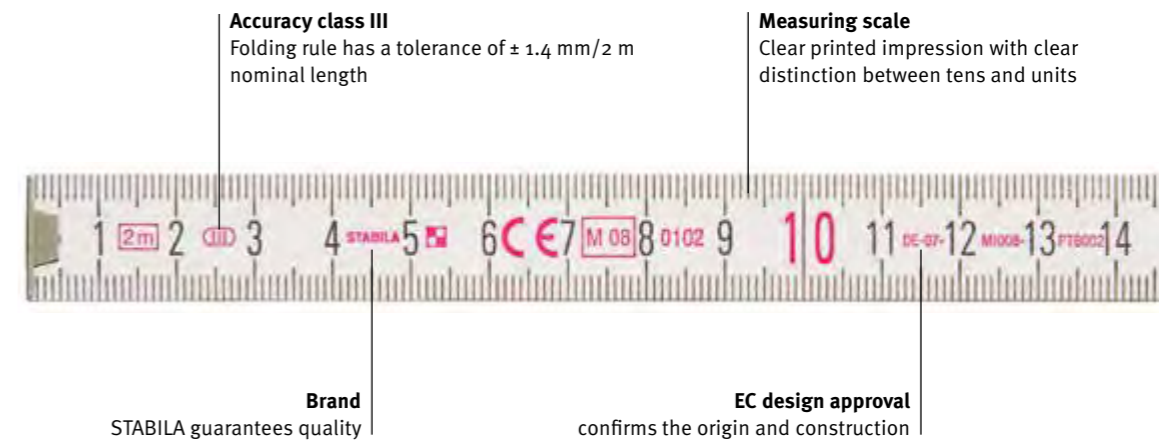 Accuracy class III
Folding rule has a tolerance of ± 1.4 mm/2 m
nominal length
Measuring scale
Clear printed impression with clear
distinction between tens and units
1 2m 2 III 3 4 STABILA 5 6 CE 7 M 08 8 0102 9 10 11 DE-07- 12 MI008- 13 PTB002 14
Brand
STABILA guarantees quality
EC design approval
confirms the origin and construction